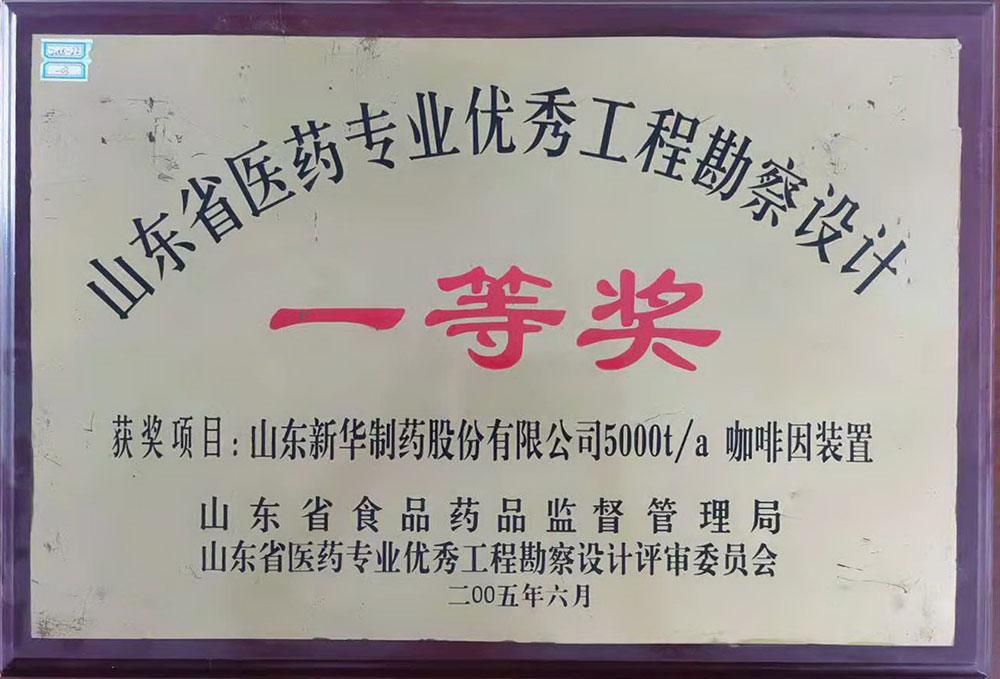 山东省医药专业优秀工程勘察设计
一等奖
获奖项目:山东新华制药股份有限公司5000t/a 咖啡因装置
山东省食品药品监督管理局
山东省医药专业优秀工程勘察设计评审委员会
二00五年六月